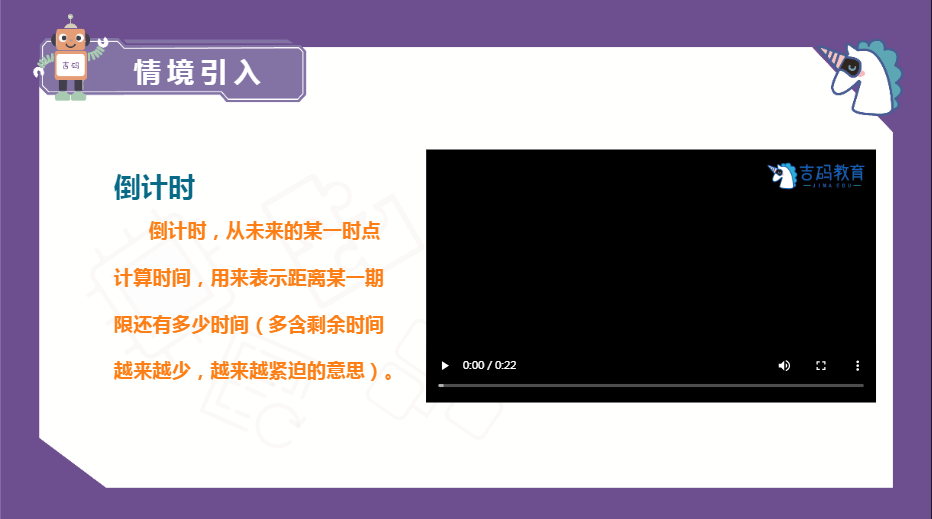 情境引入
吉码
吉码教育
JIMA EDU
倒计时
倒计时，从未来的某一时点
计算时间，用来表示距离某一期
限还有多少时间（多含剩余时间
越来越少，越来越紧迫的意思）。
0:00 / 0:22